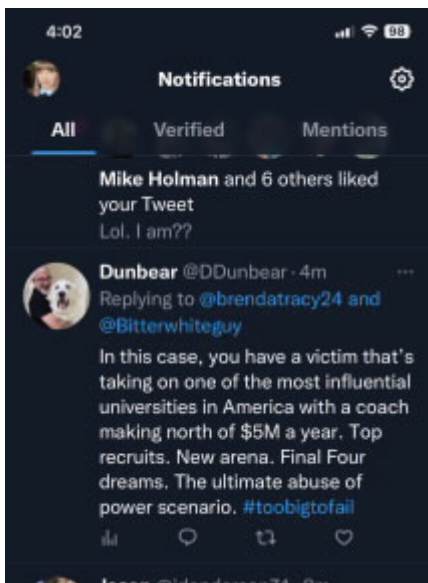 4:02
98
Notifications
All Verified Mentions
Mike Holman and 6 others liked
your Tweet
Lol. I am??
Dunbear @DDunbear · 4m
Replying to @brendatracy24 and
@Bitterwhiteguy
In this case, you have a victim that's
taking on one of the most influential
universities in America with a coach
making north of $5M a year. Top
recruits. New arena. Final Four
dreams. The ultimate abuse of
power scenario. #toobigtofail